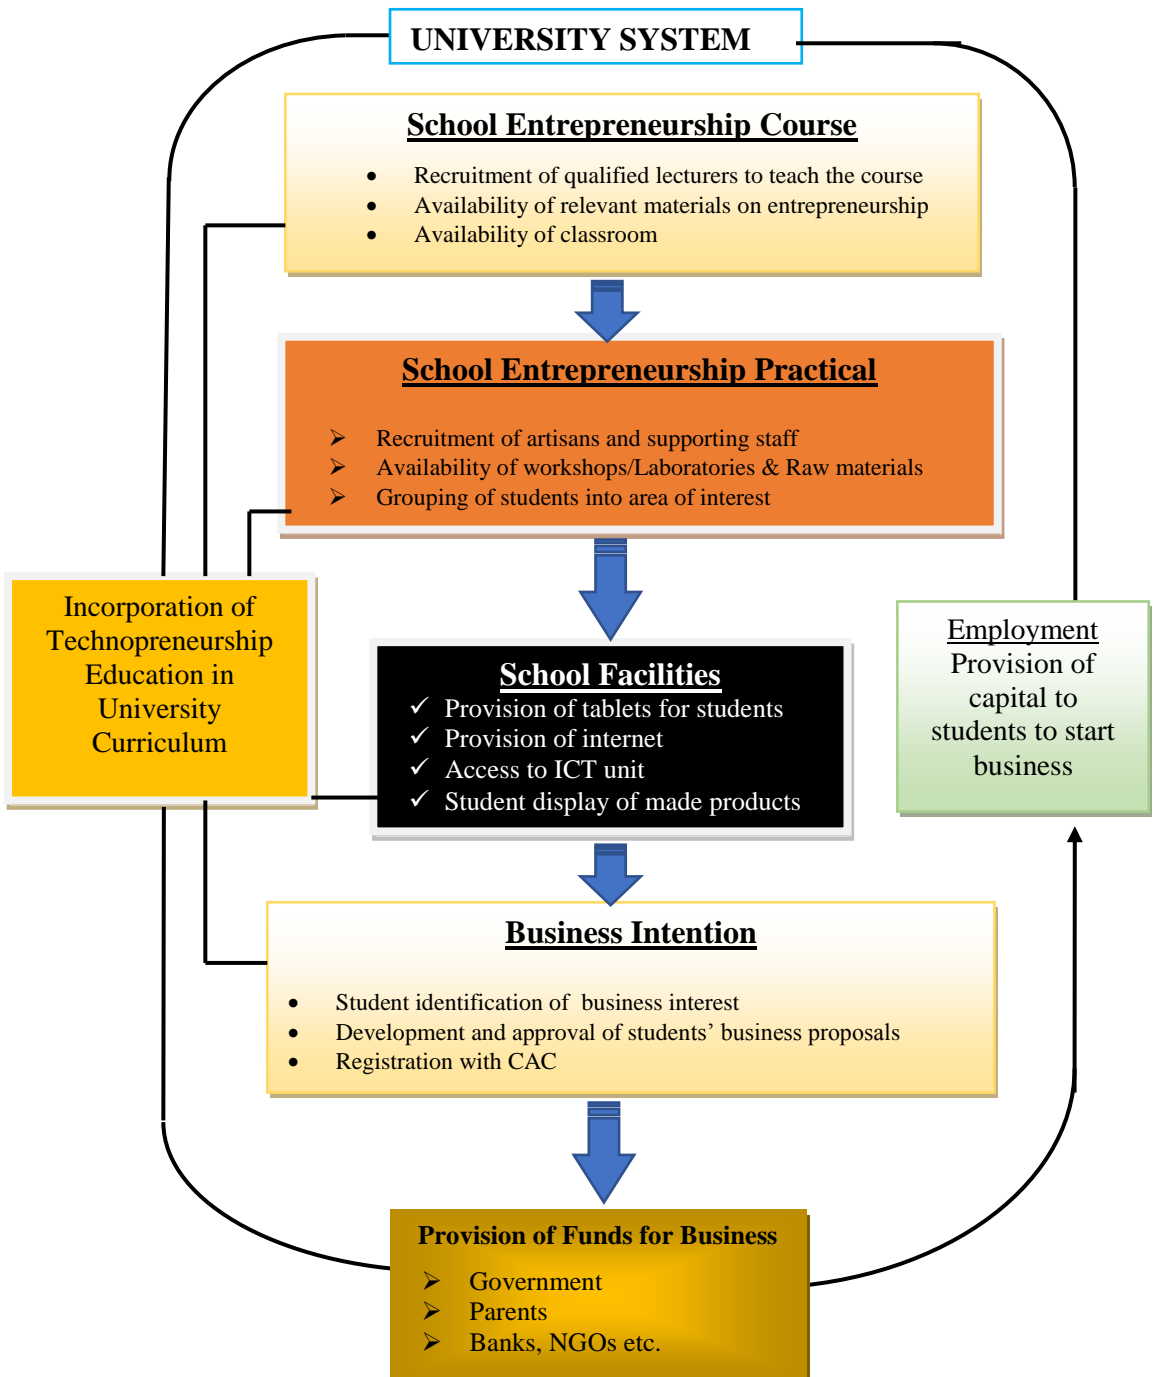 UNIVERSITY SYSTEM
School Entrepreneurship Course
• Recruitment of qualified lecturers to teach the course
• Availability of relevant materials on entrepreneurship
• Availability of classroom
School Entrepreneurship Practical
➢ Recruitment of artisans and supporting staff
➢ Availability of workshops/Laboratories & Raw materials
➢ Grouping of students into area of interest
Incorporation of
Technopreneurship
Education in
University
Curriculum
School Facilities
✓ Provision of tablets for students
✓ Provision of internet
✓ Access to ICT unit
✓ Student display of made products
Employment
Provision of
capital to
students to start
business
Business Intention
• Student identification of business interest
• Development and approval of students’ business proposals
• Registration with CAC
Provision of Funds for Business
➢ Government
➢ Parents
➢ Banks, NGOs etc.